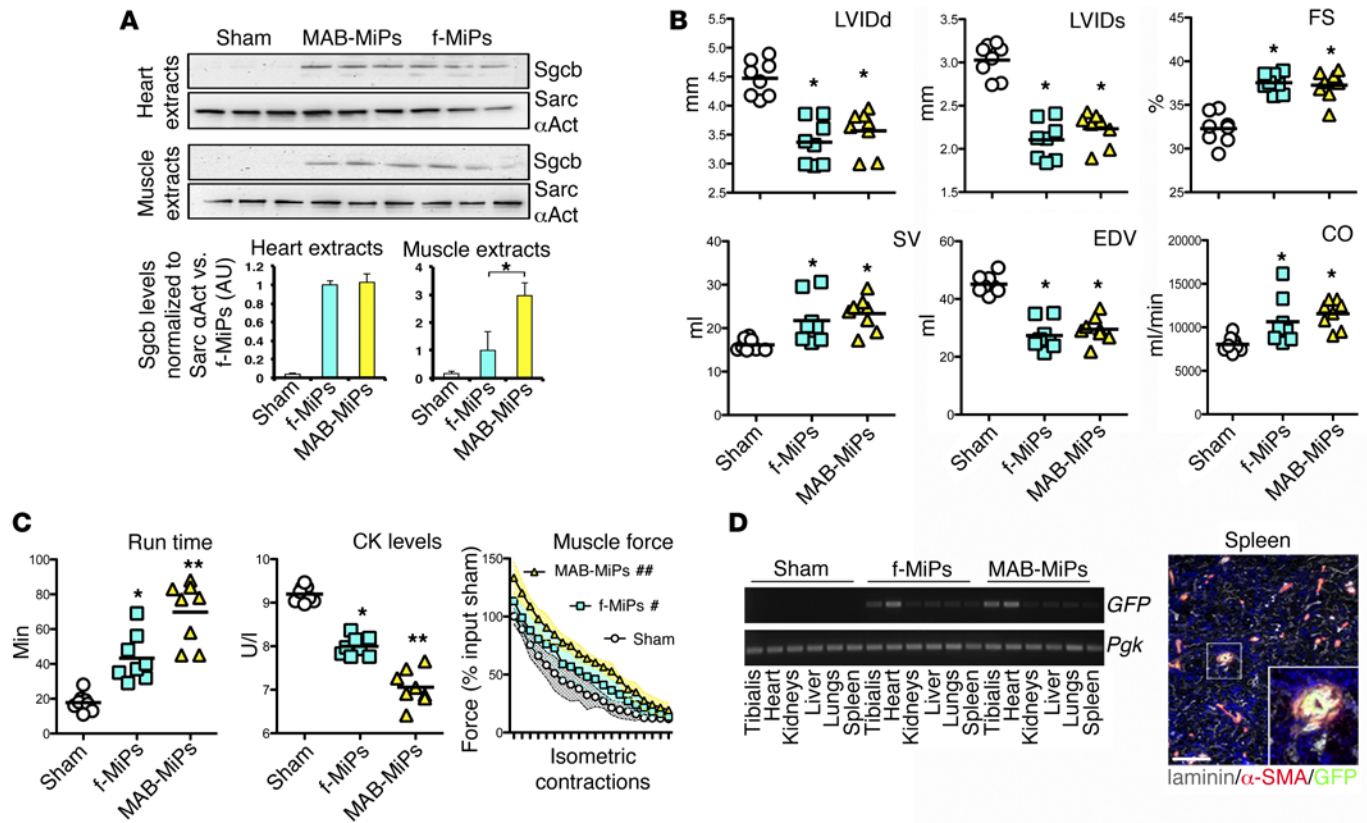 A
Sham MAB-MiPs f-MiPs
Heart extracts
Sgcb
Sarc αAct
Muscle extracts
Sgcb
Sarc αAct
Sgcb levels normalized to Sarc αAct vs. f-MiPs (AU)
Heart extracts
1.2
1
0.8
0.6
0.4
0.2
0
Sham f-MiPs MAB-MiPs
Muscle extracts
*
4
3
2
1
0
Sham f-MiPs MAB-MiPs
B
LVIDd
mm
5.5
5.0
4.5
4.0
3.5
3.0
2.5
* *
LVIDs
mm
3.5
3.0
2.5
2.0
1.5
* *
FS
%
40
35
30
25
* *
SV
ml
40
30
20
10
0
* *
Sham f-MiPs MAB-MiPs
EDV
ml
60
40
20
0
* *
Sham f-MiPs MAB-MiPs
CO
ml/min
20000
15000
10000
5000
0
* *
Sham f-MiPs MAB-MiPs
C
Run time
Min
100
80
60
40
20
0
* **
Sham f-MiPs MAB-MiPs
CK levels
U/l
10
9
8
7
6
* **
Sham f-MiPs MAB-MiPs
Muscle force
Force (% input sham)
150
100
50
0
MAB-MiPs ##
f-MiPs #
Sham
Isometric
contractions
D
Sham f-MiPs MAB-MiPs
GFP
Pgk
Tibialis Heart Kidneys Liver Lungs Spleen Tibialis Heart Kidneys Liver Lungs Spleen Tibialis Heart Kidneys Liver Lungs Spleen
Spleen
laminin/α-SMA/GFP